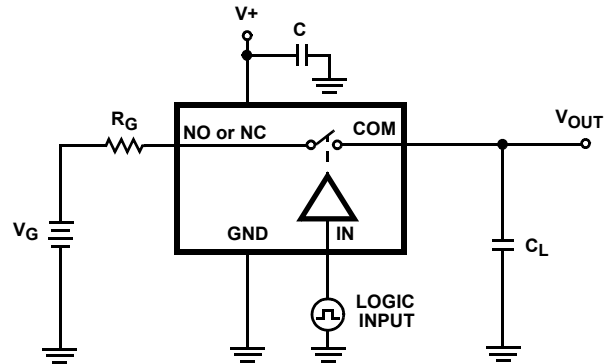 V+
C
RG
NO or NC
COM
VOUT
VG
GND
IN
CL
LOGIC
INPUT